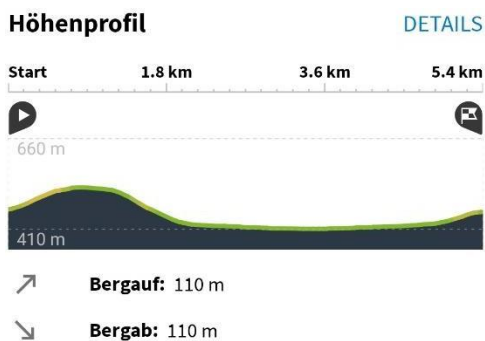 Höhenprofil DETAILS
Start 1.8 km 3.6 km 5.4 km
660 m
410 m
Bergauf: 110 m
Bergab: 110 m